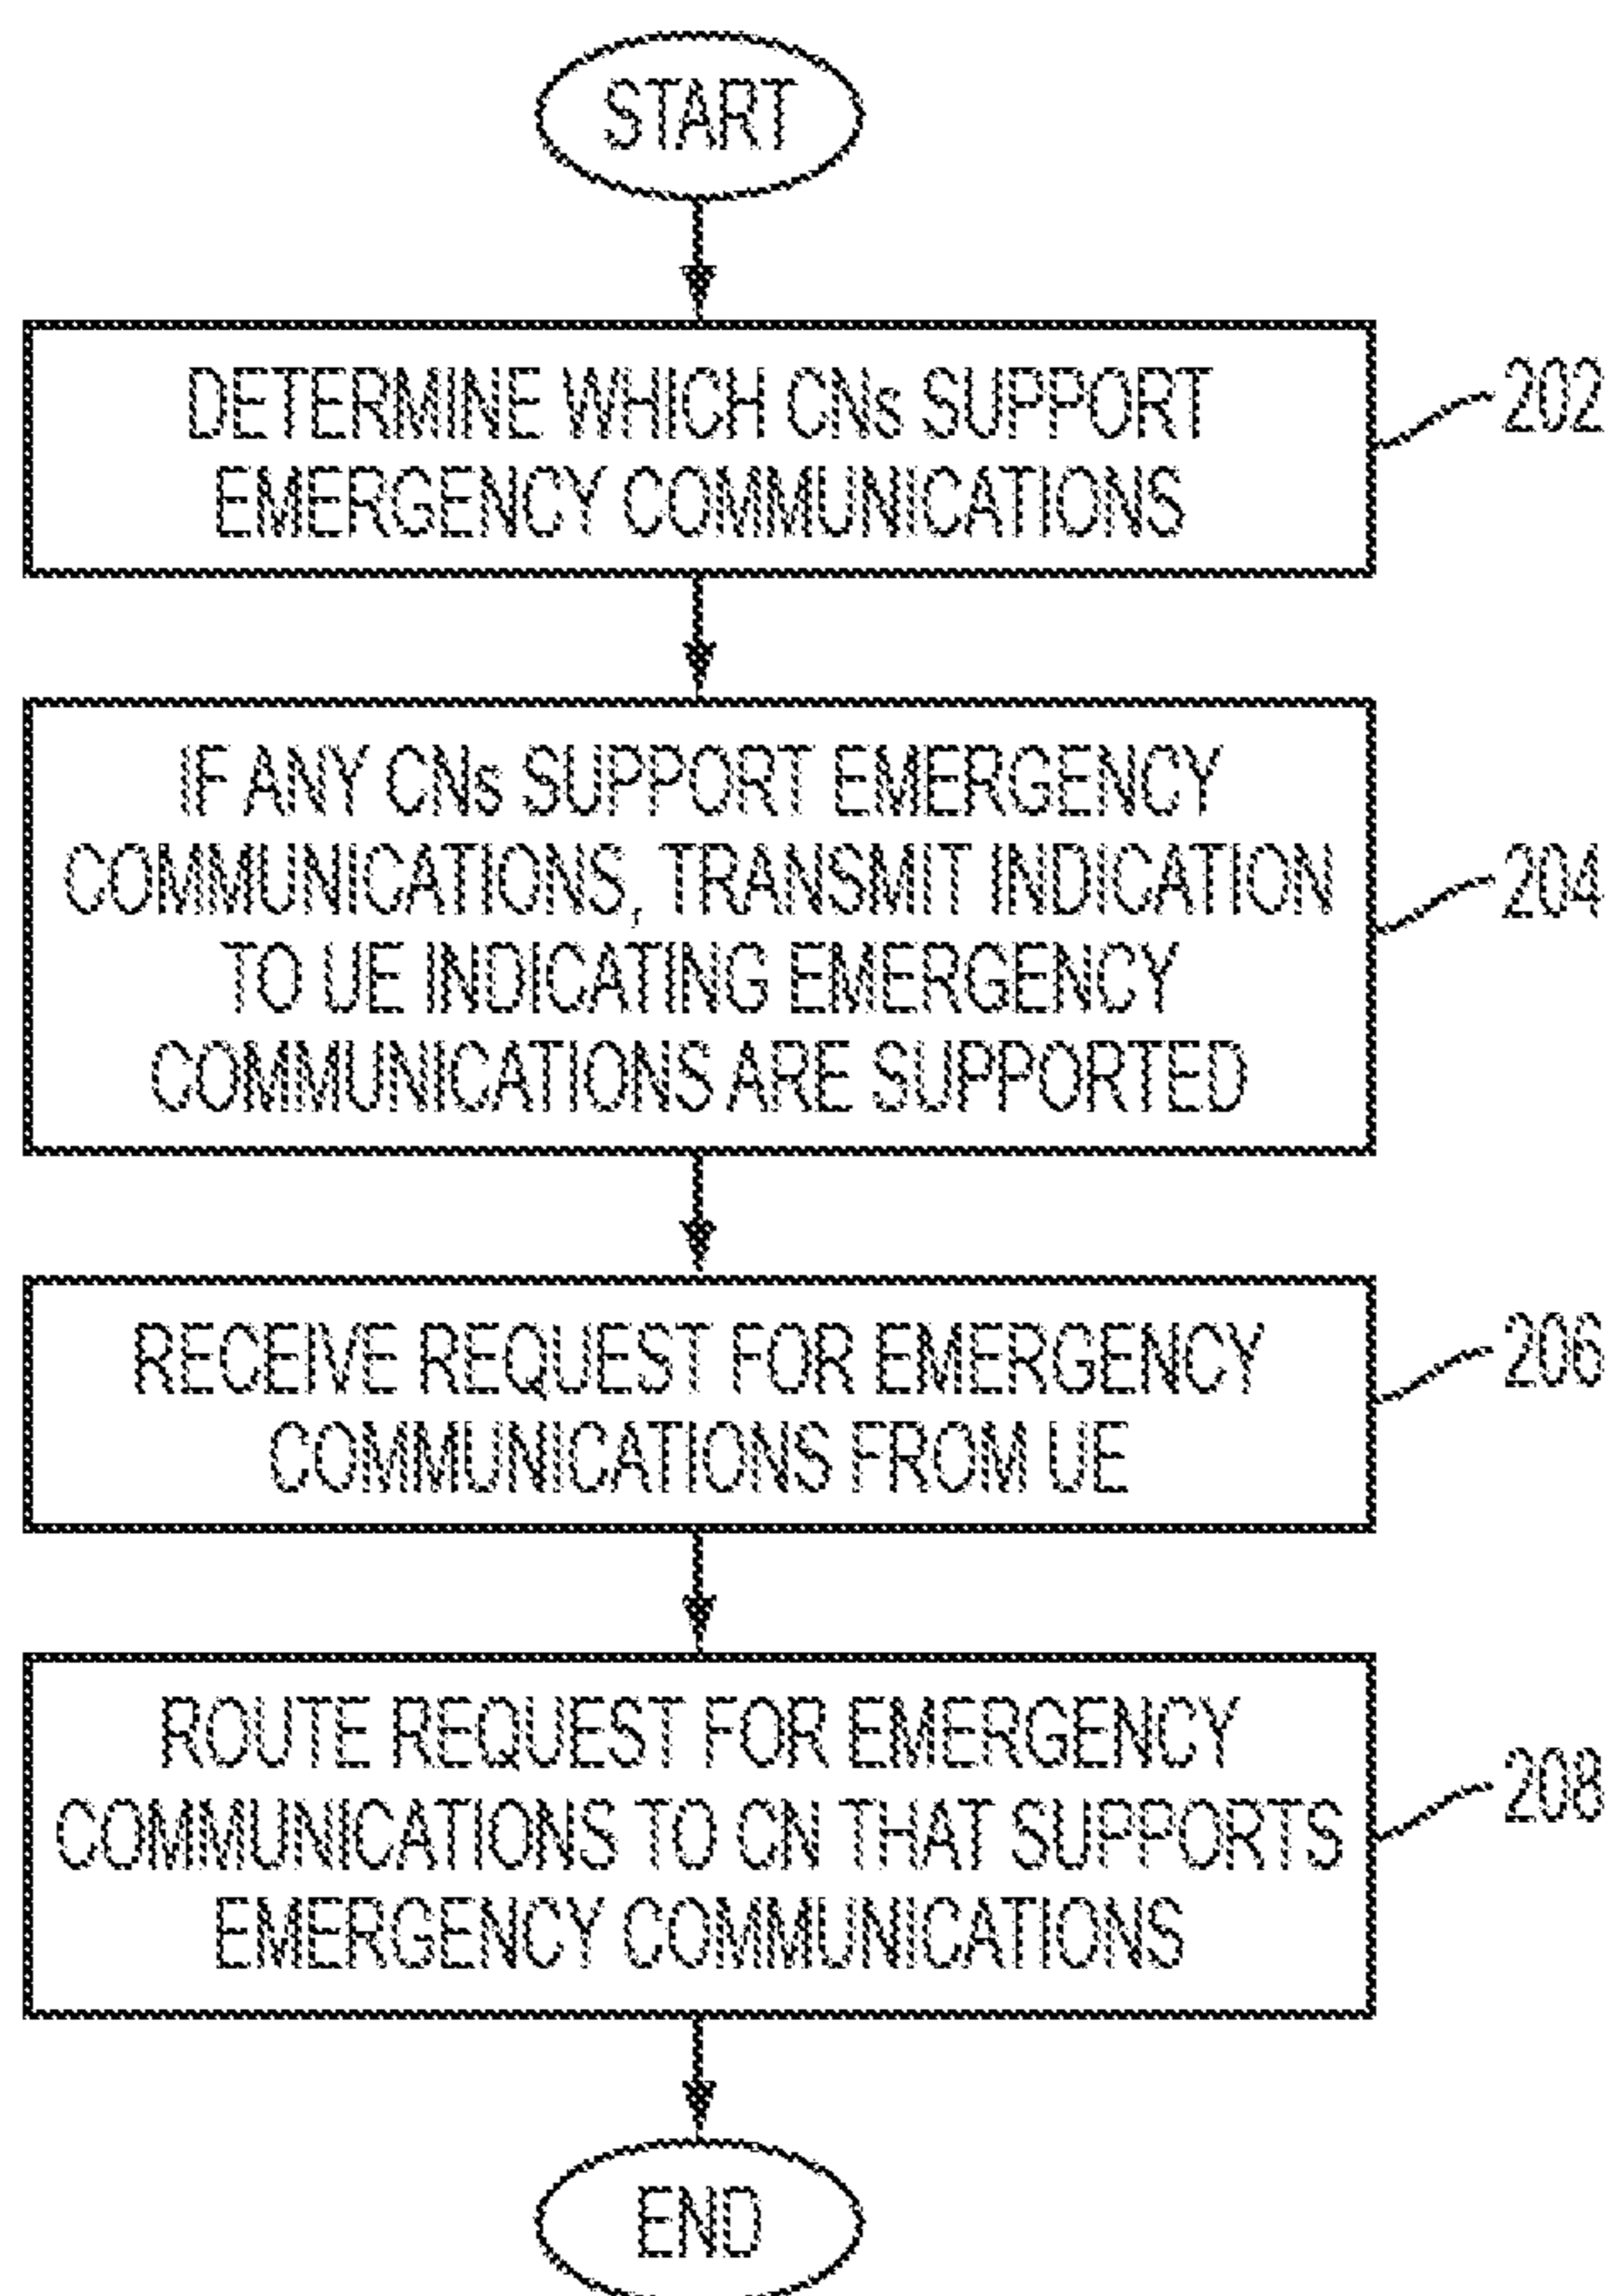 START
DETERMINE WHICH CNs SUPPORT
EMERGENCY COMMUNICATIONS
202
IF ANY CNs SUPPORT EMERGENCY
COMMUNICATIONS, TRANSMIT INDICATION
TO UE INDICATING EMERGENCY
COMMUNICATIONS ARE SUPPORTED
204
RECEIVE REQUEST FOR EMERGENCY
COMMUNICATIONS FROM UE
206
ROUTE REQUEST FOR EMERGENCY
COMMUNICATIONS TO CN THAT SUPPORTS
EMERGENCY COMMUNICATIONS
208
END